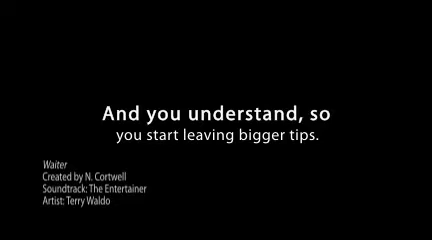 And you understand, so
you start leaving bigger tips.
Waiter
Created by N. Cortwell
Soundtrack: The Entertainer
Artist: Terry Waldo